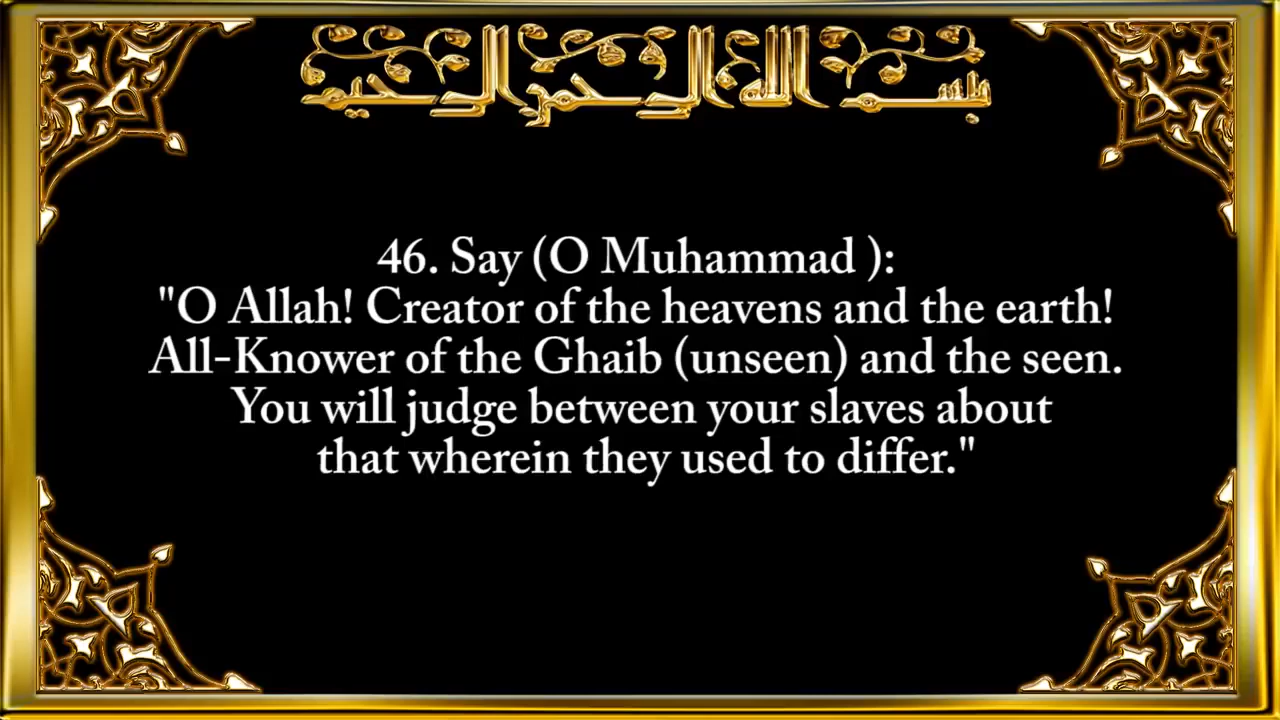 بسم الله الرحمن الرحيم
46. Say (O Muhammad ):
"O Allah! Creator of the heavens and the earth!
All-Knower of the Ghaib (unseen) and the seen.
You will judge between your slaves about
that wherein they used to differ."